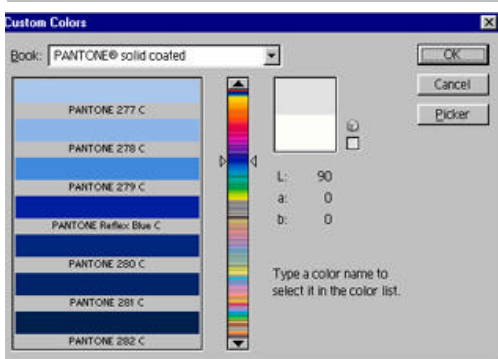 Custom Colors
Book: PANTONE® solid coated
OK
Cancel
Picker
PANTONE 277 C
PANTONE 278 C
PANTONE 279 C
PANTONE Reflex Blue C
PANTONE 280 C
PANTONE 281 C
PANTONE 282 C
L: 90
a: 0
b: 0
Type a color name to
select it in the color list.